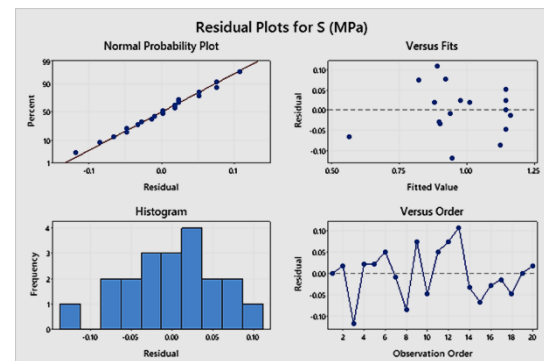 Residual Plots for S (MPa)
Normal Probability Plot
99
90
50
10
1
Percent
-0.1
0.0
0.1
Residual
Versus Fits
0.10
0.05
0.00
-0.05
-0.10
Residual
0.50
0.75
1.00
1.25
Fitted Value
Histogram
4
3
2
1
0
Frequency
-0.10
-0.05
0.00
0.05
0.10
Residual
Versus Order
0.10
0.05
0.00
-0.05
-0.10
Residual
2 4 6 8 10 12 14 16 18 20
Observation Order